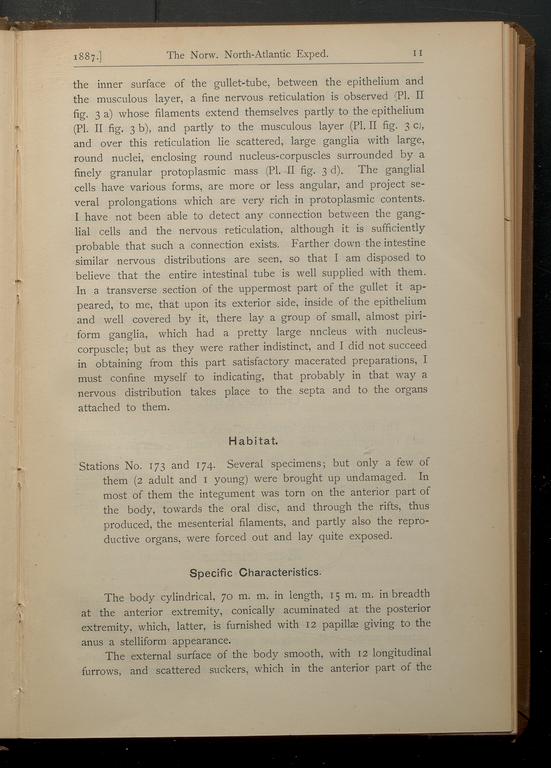 1887.] The Norw. North-Atlantic Exped. 11
the inner surface of the gullet-tube, between the epithelium and
the musculous layer, a fine nervous reticulation is observed (Pl. II
fig. 3 a) whose filaments extend themselves partly to the epithelium
(Pl. II fig. 3 b), and partly to the musculous layer (Pl. II fig. 3 c),
and over this reticulation lie scattered, large ganglia with large,
round nuclei, enclosing round nucleus-corpuscles surrounded by a
finely granular protoplasmic mass (Pl. II fig. 3 d). The ganglial
cells have various forms, are more or less angular, and project se-
veral prolongations which are very rich in protoplasmic contents.
I have not been able to detect any connection between the gang-
lial cells and the nervous reticulation, although it is sufficiently
probable that such a connection exists. Farther down the intestine
similar nervous distributions are seen, so that I am disposed to
believe that the entire intestinal tube is well supplied with them.
In a transverse section of the uppermost part of the gullet it ap-
peared, to me, that upon its exterior side, inside of the epithelium
and well covered by it, there lay a group of small, almost piri-
form ganglia, which had a pretty large nncleus with nucleus-
corpuscle; but as they were rather indistinct, and I did not succeed
in obtaining from this part satisfactory macerated preparations, I
must confine myself to indicating, that probably in that way a
nervous distribution takes place to the septa and to the organs
attached to them.
Habitat.
Stations No. 173 and 174. Several specimens; but only a few of
them (2 adult and 1 young) were brought up undamaged. In
most of them the integument was torn on the anterior part of
the body, towards the oral disc, and through the rifts, thus
produced, the mesenterial filaments, and partly also the repro-
ductive organs, were forced out and lay quite exposed.
Specific Characteristics.
The body cylindrical, 70 m. m. in length, 15 m. m. in breadth
at the anterior extremity, conically acuminated at the posterior
extremity, which, latter, is furnished with 12 papillæ giving to the
anus a stelliform appearance.
The external surface of the body smooth, with 12 longitudinal
furrows, and scattered suckers, which in the anterior part of the